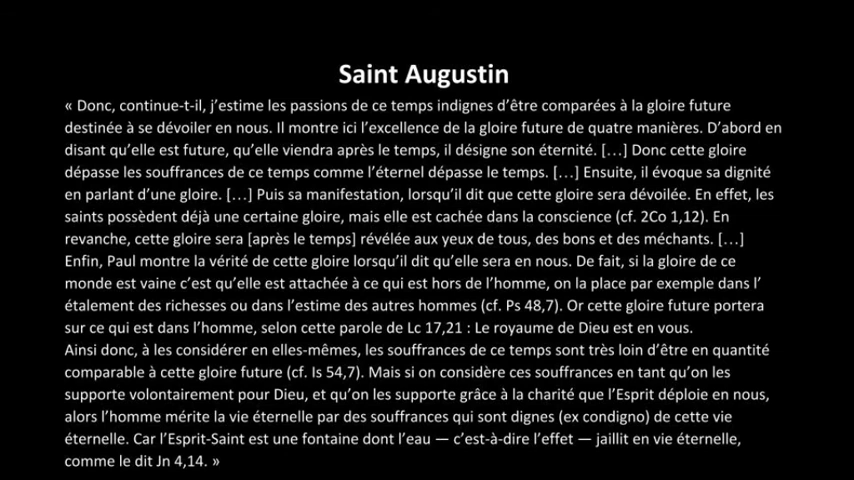 Saint Augustin
« Donc, continue-t-il, j’estime les passions de ce temps indignes d’être comparées à la gloire future
destinée à se dévoiler en nous. Il montre ici l’excellence de la gloire future de quatre manières. D’abord en
disant qu’elle est future, qu’elle viendra après le temps, il désigne son éternité. […] Donc cette gloire
dépasse les souffrances de ce temps comme l’éternel dépasse le temps. […] Ensuite, il évoque sa dignité
en parlant d’une gloire. […] Puis sa manifestation, lorsqu’il dit que cette gloire sera dévoilée. En effet, les
saints possèdent déjà une certaine gloire, mais elle est cachée dans la conscience (cf. 2Co 1,12). En
revanche, cette gloire sera [après le temps] révélée aux yeux de tous, des bons et des méchants. […]
Enfin, Paul montre la vérité de cette gloire lorsqu’il dit qu’elle sera en nous. De fait, si la gloire de ce
monde est vaine c’est qu’elle est attachée à ce qui est hors de l’homme, on la place par exemple dans l’
étalement des richesses ou dans l’estime des autres hommes (cf. Ps 48,7). Or cette gloire future portera
sur ce qui est dans l’homme, selon cette parole de Lc 17,21 : Le royaume de Dieu est en vous.
Ainsi donc, à les considérer en elles-mêmes, les souffrances de ce temps sont très loin d’être en quantité
comparable à cette gloire future (cf. Is 54,7). Mais si on considère ces souffrances en tant qu’on les
supporte volontairement pour Dieu, et qu’on les supporte grâce à la charité que l’Esprit déploie en nous,
alors l’homme mérite la vie éternelle par des souffrances qui sont dignes (ex condigno) de cette vie
éternelle. Car l’Esprit-Saint est une fontaine dont l’eau — c’est-à-dire l’effet — jaillit en vie éternelle,
comme le dit Jn 4,14. »